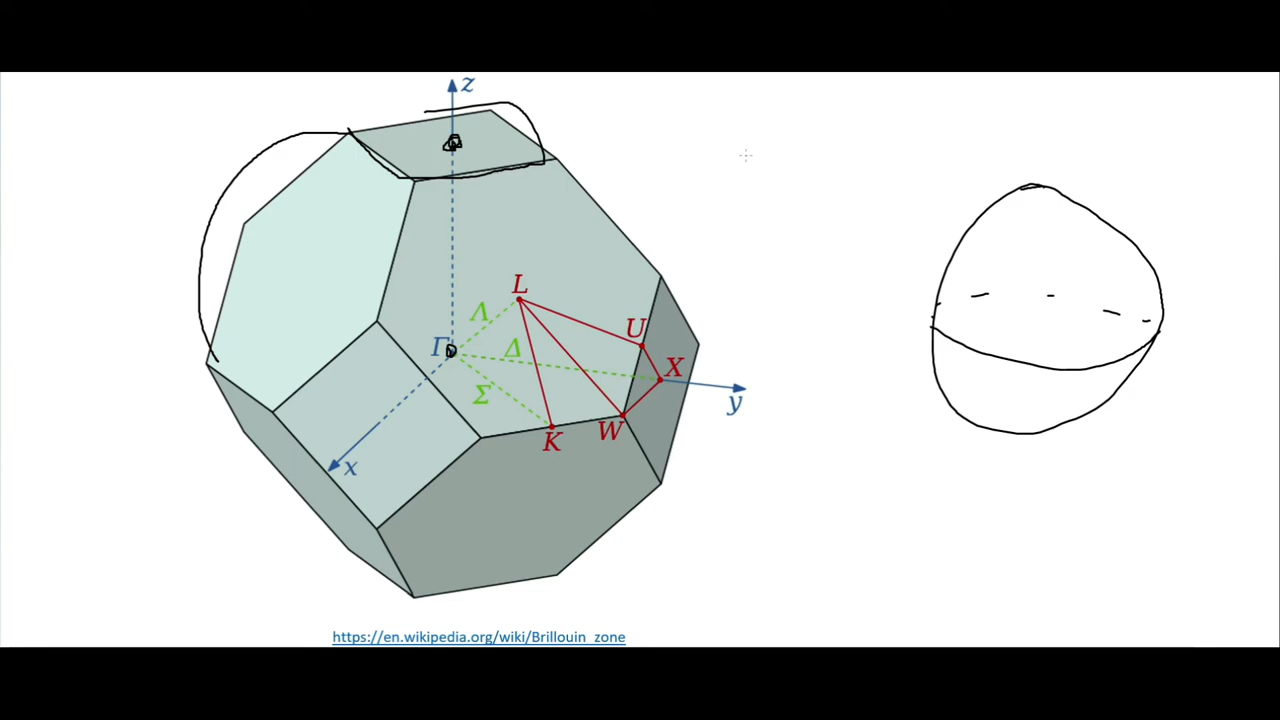 z
L
Λ
U
Γ
Δ
X
Σ
y
W
K
x
https://en.wikipedia.org/wiki/Brillouin_zone